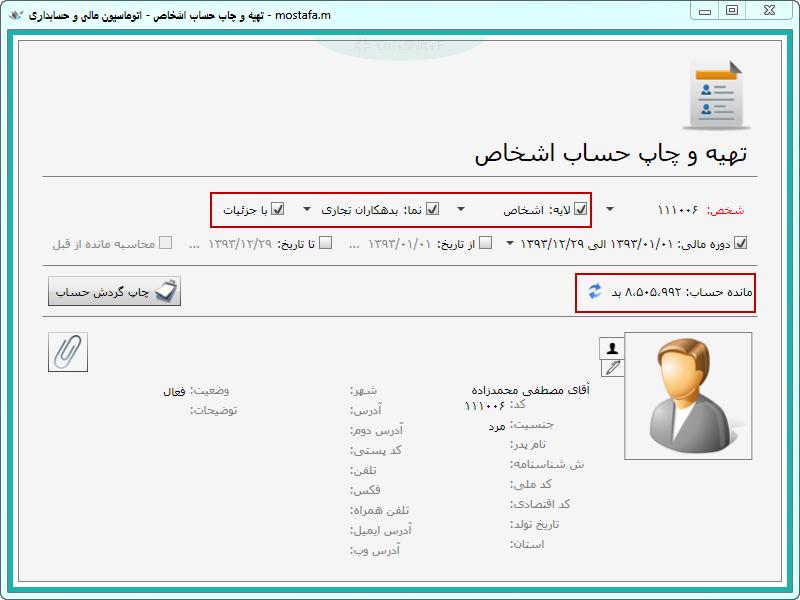 تهیه و چاپ حساب اشخاص - اتوماسیون مالی و حسابداری - mostafa.m
Ctrl+Shift+F
تهیه و چاپ حساب اشخاص
شخص: ۱۱۱۰۰۶ لایه: اشخاص نما: بدهکاران تجاری با جزئیات
دوره مالی: ۱۳۹۳/۰۱/۰۱ الی ۱۳۹۳/۱۲/۲۹ از تاریخ: ۱۳۹۳/۰۱/۰۱ ... تا تاریخ: ۱۳۹۳/۱۲/۲۹ ... محاسبه مانده از قبل
مانده حساب: ۸،۵۰۵،۹۹۲ بد چاپ گردش حساب
آقای مصطفی محمدزاده
کد: ۱۱۱۰۰۶
جنسیت: مرد
نام پدر:
ش شناسنامه:
کد ملی:
کد اقتصادی:
تاریخ تولد:
استان:
شهر:
آدرس:
آدرس دوم:
کد پستی:
تلفن:
فکس:
تلفن همراه:
آدرس ایمیل:
آدرس وب:
وضعیت: فعال
توضیحات: